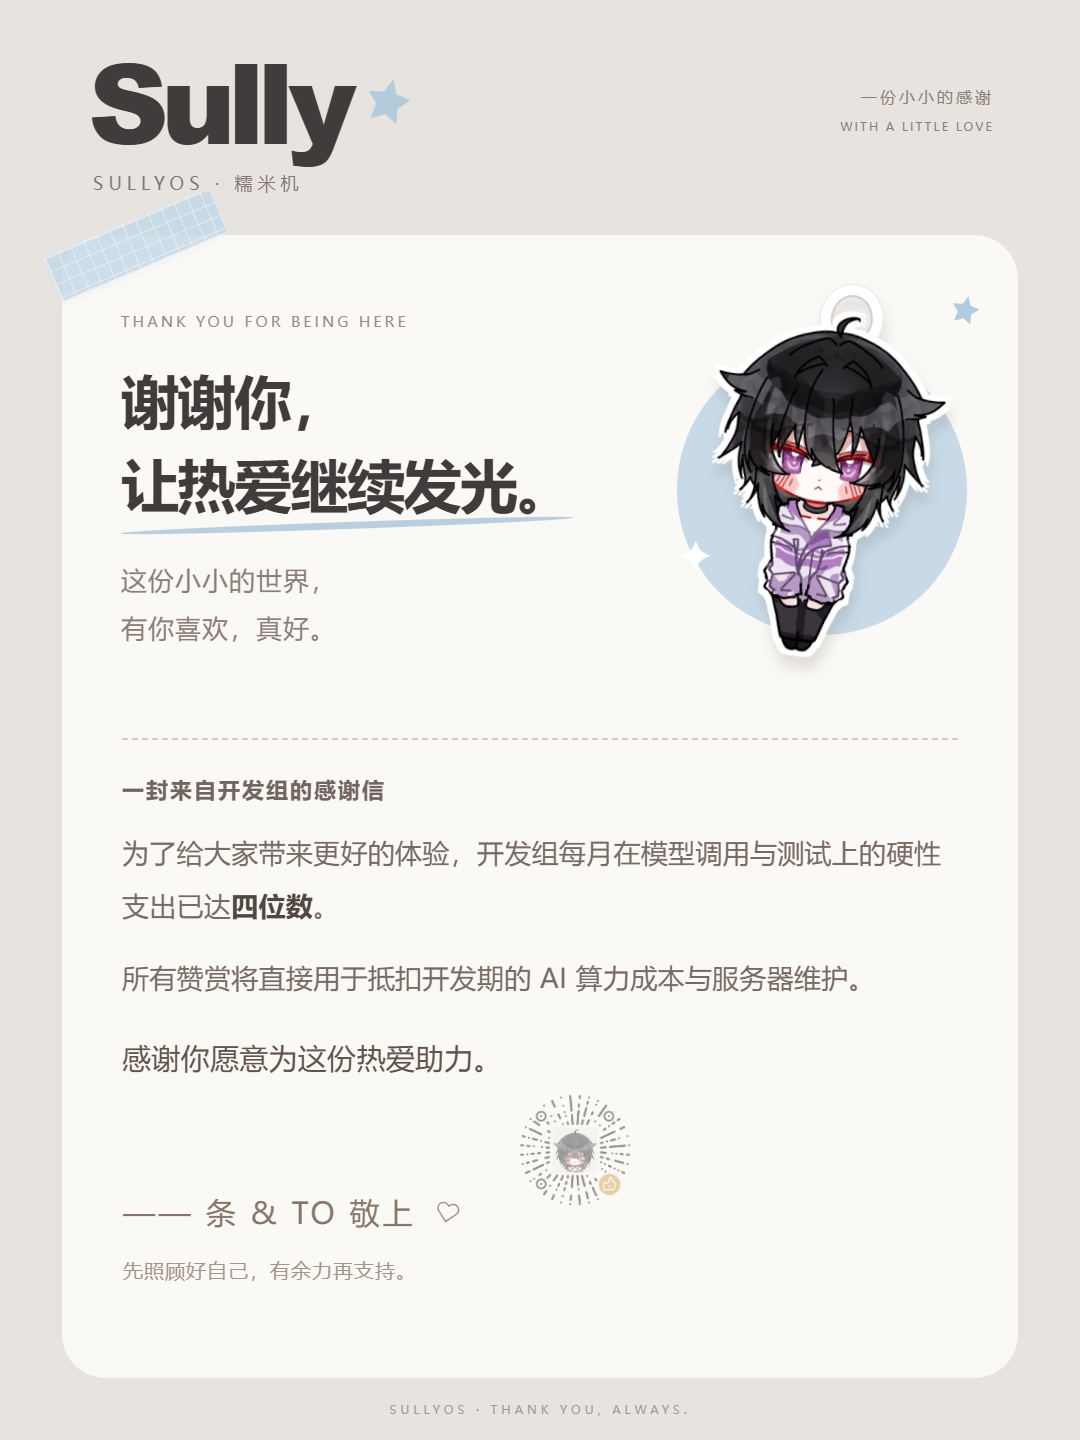 Sully
一份小小的感谢
WITH A LITTLE LOVE
SULLYOS · 糯米机
THANK YOU FOR BEING HERE
谢谢你，
让热爱继续发光。
这份小小的世界，
有你喜欢，真好。
一封来自开发组的感谢信
为了给大家带来更好的体验，开发组每月在模型调用与测试上的硬性
支出已达四位数。
所有赞赏将直接用于抵扣开发期的 AI 算力成本与服务器维护。
感谢你愿意为这份热爱助力。
—— 条 & TO 敬上 ♡
先照顾好自己，有余力再支持。
SULLYOS · THANK YOU, ALWAYS.